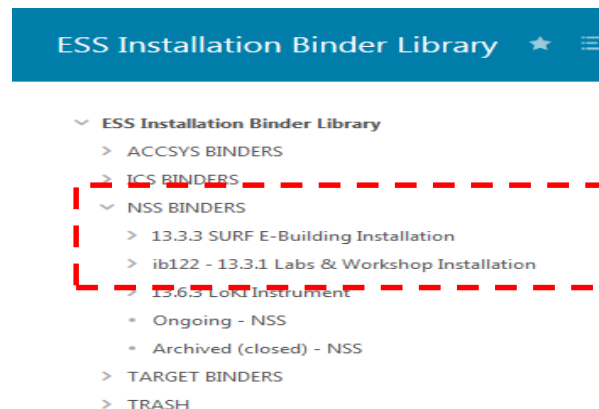 ESS Installation Binder Library
ESS Installation Binder Library
ACCSYS BINDERS
ICS BINDERS
NSS BINDERS
13.3.3 SURF E-Building Installation
ib122 - 13.3.1 Labs & Workshop Installation
13.6.3 LoKI Instrument
Ongoing - NSS
Archived (closed) - NSS
TARGET BINDERS
TRASH